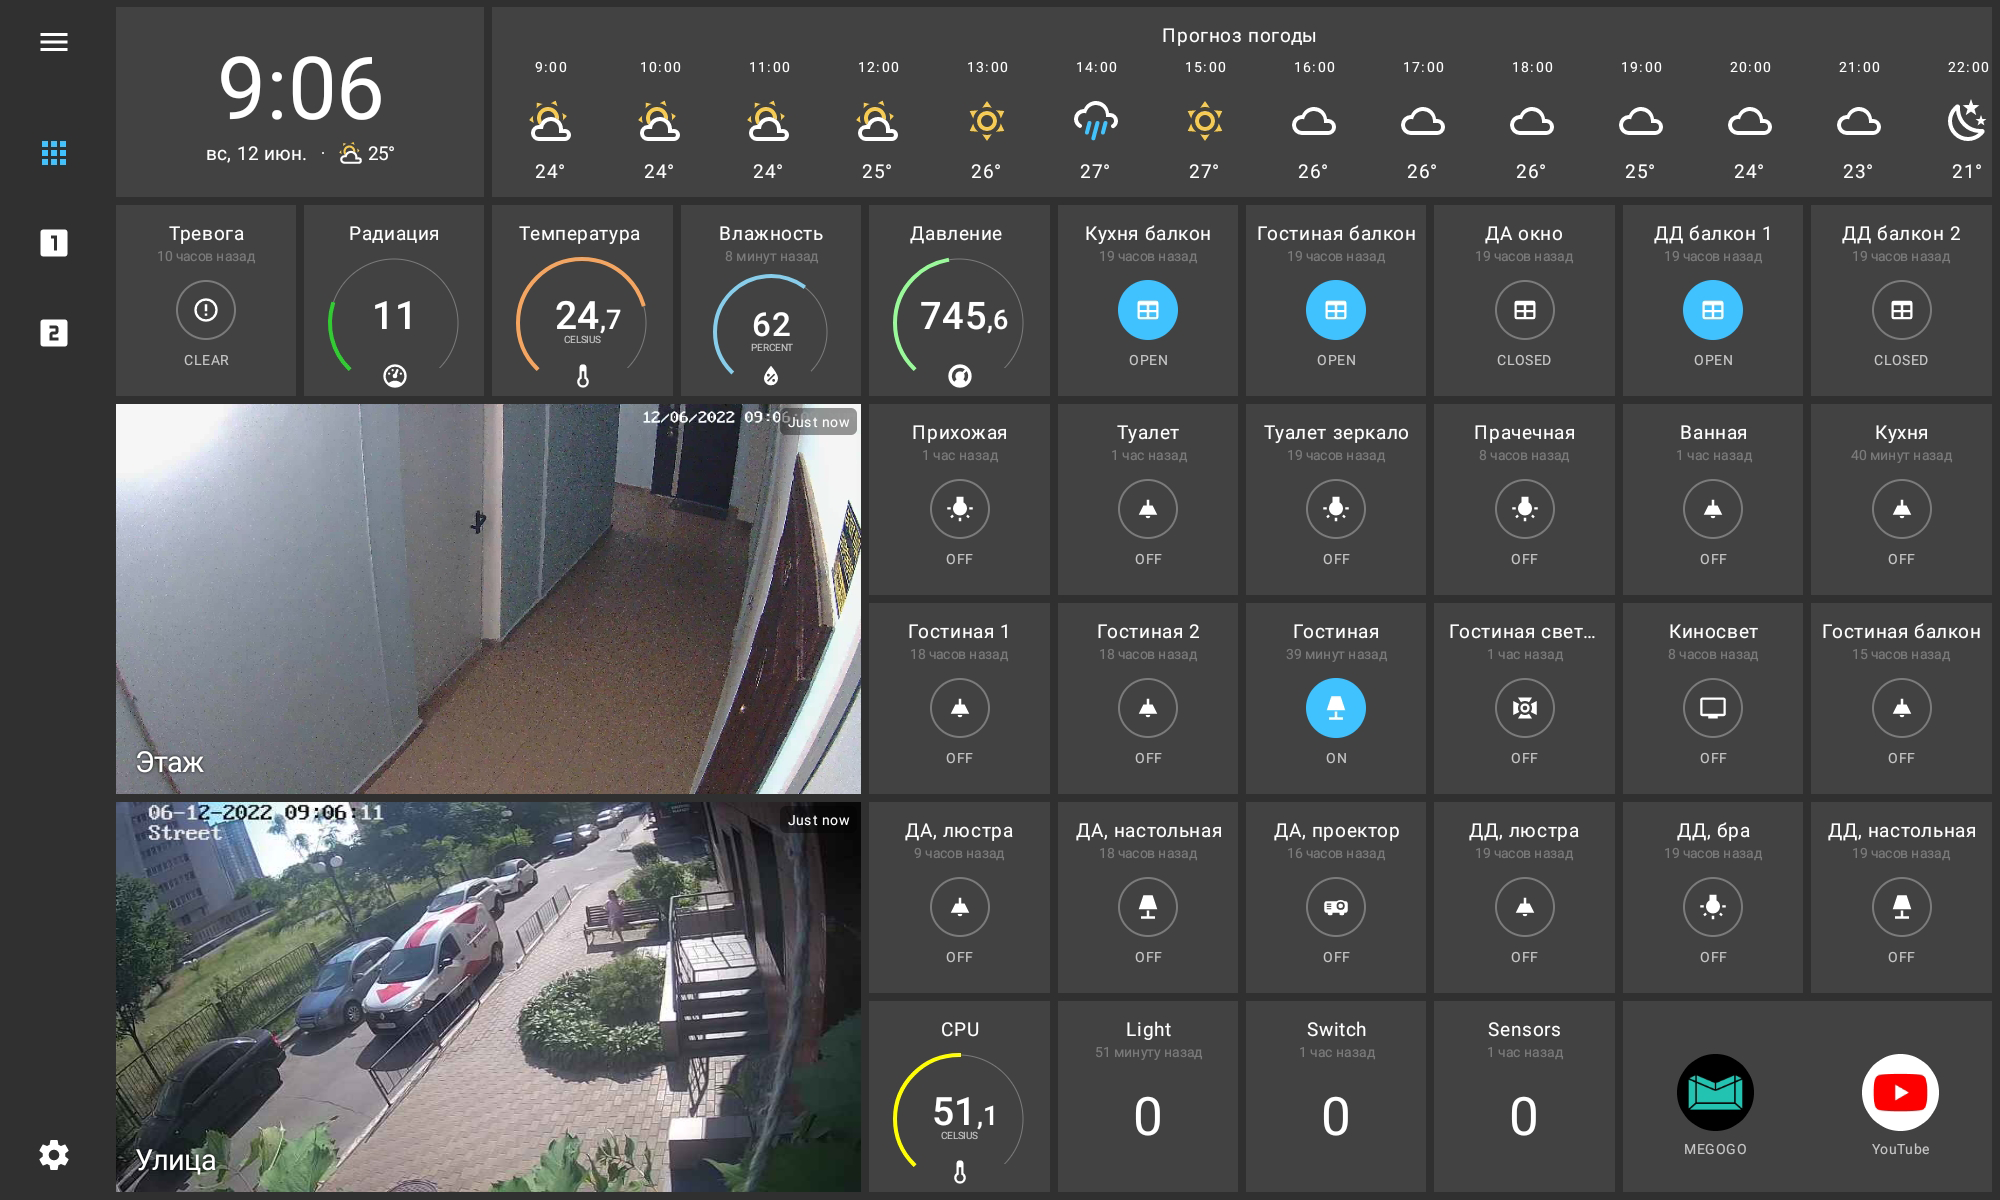 9:06
вс, 12 июн. · 25°
Прогноз погоды
9:00 10:00 11:00 12:00 13:00 14:00 15:00 16:00 17:00 18:00 19:00 20:00 21:00 22:00
24° 24° 24° 25° 26° 27° 27° 26° 26° 26° 25° 24° 23° 21°
1
2
Тревога
10 часов назад
CLEAR
Радиация
11
Температура
24,7
CELSIUS
Влажность
8 минут назад
62
PERCENT
Давление
745,6
Кухня балкон
19 часов назад
OPEN
Гостиная балкон
19 часов назад
OPEN
ДА окно
19 часов назад
CLOSED
ДД балкон 1
19 часов назад
OPEN
ДД балкон 2
19 часов назад
CLOSED
12/06/2022 09:06
Just now
Этаж
Прихожая
1 час назад
OFF
Туалет
1 час назад
OFF
Туалет зеркало
19 часов назад
OFF
Прачечная
8 часов назад
OFF
Ванная
1 час назад
OFF
Кухня
40 минут назад
OFF
Гостиная 1
18 часов назад
OFF
Гостиная 2
18 часов назад
OFF
Гостиная
39 минут назад
ON
Гостиная свет…
1 час назад
OFF
Киносвет
8 часов назад
OFF
Гостиная балкон
15 часов назад
OFF
06-12-2022 09:06:11
Street
Just now
Улица
ДА, люстра
9 часов назад
OFF
ДА, настольная
18 часов назад
OFF
ДА, проектор
16 часов назад
OFF
ДД, люстра
19 часов назад
OFF
ДД, бра
19 часов назад
OFF
ДД, настольная
19 часов назад
OFF
CPU
51,1
CELSIUS
Light
51 минуту назад
0
Switch
1 час назад
0
Sensors
1 час назад
0
MEGOGO
YouTube